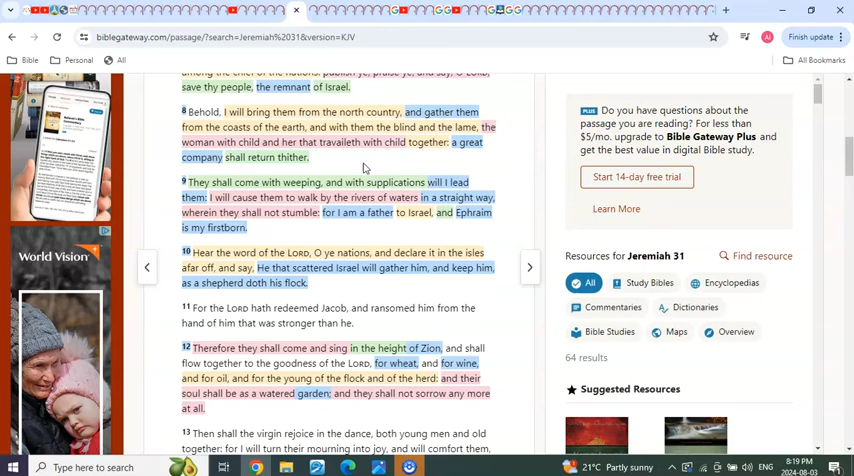 Finish update
biblegateway.com/passage/?search=Jeremiah%2031&version=KJV
AI
Bible
Personal
All
All Bookmarks
among the chief of the nations: publish ye, praise ye, and say, O LORD,
save thy people, the remnant of Israel.
8 Behold, I will bring them from the north country, and gather them
from the coasts of the earth, and with them the blind and the lame, the
woman with child and her that travaileth with child together: a great
company shall return thither.
9 They shall come with weeping, and with supplications will I lead
them: I will cause them to walk by the rivers of waters in a straight way,
wherein they shall not stumble: for I am a father to Israel, and Ephraim
is my firstborn.
10 Hear the word of the LORD, O ye nations, and declare it in the isles
afar off, and say, He that scattered Israel will gather him, and keep him,
as a shepherd doth his flock.
11 For the LORD hath redeemed Jacob, and ransomed him from the
hand of him that was stronger than he.
12 Therefore they shall come and sing in the height of Zion, and shall
flow together to the goodness of the LORD, for wheat, and for wine,
and for oil, and for the young of the flock and of the herd: and their
soul shall be as a watered garden; and they shall not sorrow any more
at all.
13 Then shall the virgin rejoice in the dance, both young men and old
together: for I will turn their mourning into joy, and will comfort them,
World Vision
PLUS Do you have questions about the
passage you are reading? For less than
$5/mo. upgrade to Bible Gateway Plus and
get the best value in digital Bible study.
Start 14-day free trial
Learn More
Resources for Jeremiah 31
Find resource
All
Study Bibles
Encyclopedias
Commentaries
Dictionaries
Bible Studies
Maps
Overview
64 results
Suggested Resources
Type here to search
21°C Partly sunny
ENG
8:19 PM
2024-08-03